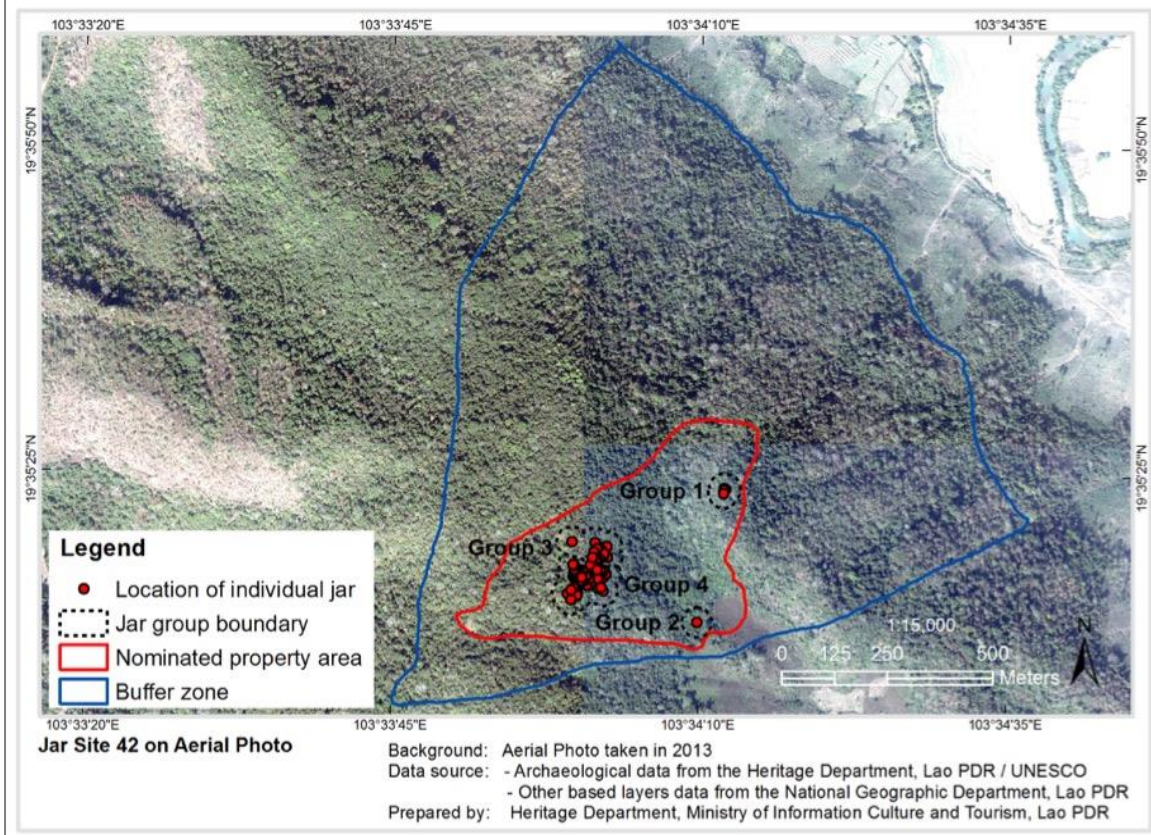 103°33'20"E 103°33'45"E 103°34'10"E 103°34'35"E
19°35'50"N 19°35'50"N
19°35'25"N 19°35'25"N
Group 1
Group 3
Group 4
Group 2
Legend
Location of individual jar
Jar group boundary
Nominated property area
Buffer zone
1:15,000
N
0 125 250 500
Meters
103°33'20"E 103°33'45"E 103°34'10"E 103°34'35"E
Jar Site 42 on Aerial Photo
Background: Aerial Photo taken in 2013
Data source: - Archaeological data from the Heritage Department, Lao PDR / UNESCO
- Other based layers data from the National Geographic Department, Lao PDR
Prepared by: Heritage Department, Ministry of Information Culture and Tourism, Lao PDR